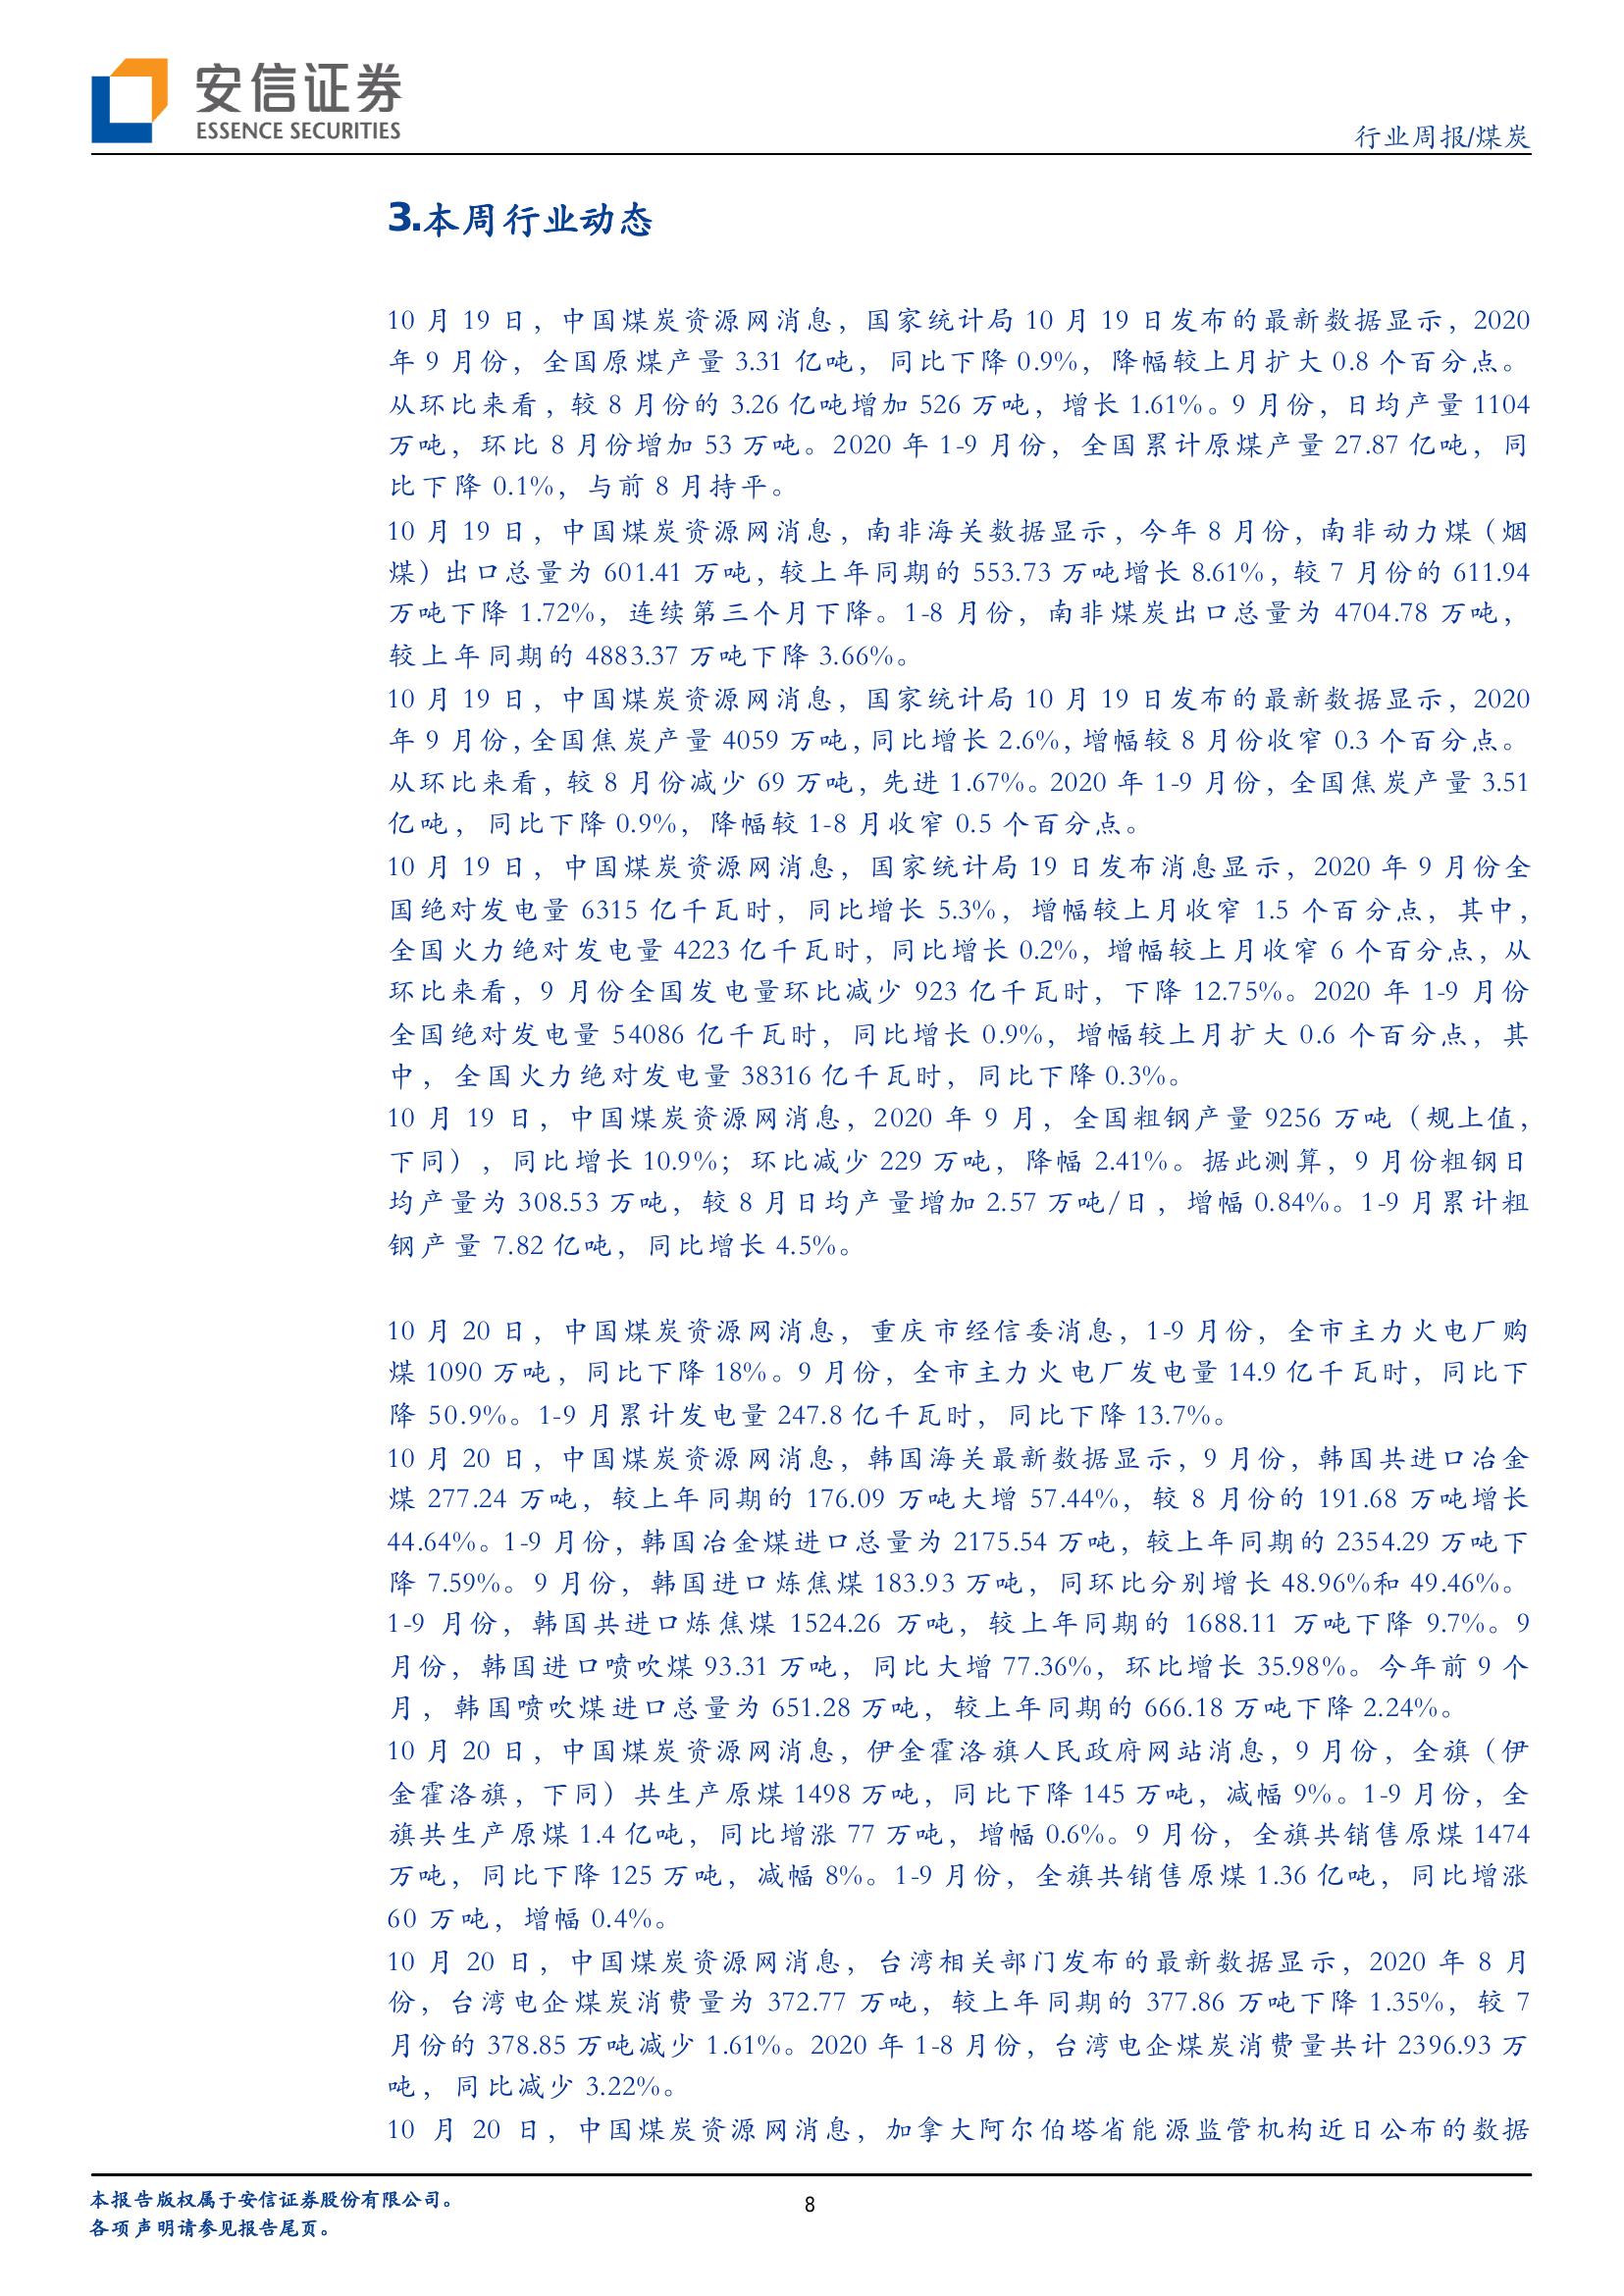 安信证券
ESSENCE SECURITIES
行业周报/煤炭
3.本周行业动态
10 月 19 日，中国煤炭资源网消息，国家统计局 10 月 19 日发布的最新数据显示，2020
年 9 月份，全国原煤产量 3.31 亿吨，同比下降 0.9%，降幅较上月扩大 0.8 个百分点。
从环比来看，较 8 月份的 3.26 亿吨增加 526 万吨，增长 1.61%。9 月份，日均产量 1104
万吨，环比 8 月份增加 53 万吨。2020 年 1-9 月份，全国累计原煤产量 27.87 亿吨，同
比下降 0.1%，与前 8 月持平。
10 月 19 日，中国煤炭资源网消息，南非海关数据显示，今年 8 月份，南非动力煤（烟
煤）出口总量为 601.41 万吨，较上年同期的 553.73 万吨增长 8.61%，较 7 月份的 611.94
万吨下降 1.72%，连续第三个月下降。1-8 月份，南非煤炭出口总量为 4704.78 万吨，
较上年同期的 4883.37 万吨下降 3.66%。
10 月 19 日，中国煤炭资源网消息，国家统计局 10 月 19 日发布的最新数据显示，2020
年 9 月份，全国焦炭产量 4059 万吨，同比增长 2.6%，增幅较 8 月份收窄 0.3 个百分点。
从环比来看，较 8 月份减少 69 万吨，先进 1.67%。2020 年 1-9 月份，全国焦炭产量 3.51
亿吨，同比下降 0.9%，降幅较 1-8 月收窄 0.5 个百分点。
10 月 19 日，中国煤炭资源网消息，国家统计局 19 日发布消息显示，2020 年 9 月份全
国绝对发电量 6315 亿千瓦时，同比增长 5.3%，增幅较上月收窄 1.5 个百分点，其中，
全国火力绝对发电量 4223 亿千瓦时，同比增长 0.2%，增幅较上月收窄 6 个百分点，从
环比来看，9 月份全国发电量环比减少 923 亿千瓦时，下降 12.75%。2020 年 1-9 月份
全国绝对发电量 54086 亿千瓦时，同比增长 0.9%，增幅较上月扩大 0.6 个百分点，其
中，全国火力绝对发电量 38316 亿千瓦时，同比下降 0.3%。
10 月 19 日，中国煤炭资源网消息，2020 年 9 月，全国粗钢产量 9256 万吨（规上值，
下同），同比增长 10.9%；环比减少 229 万吨，降幅 2.41%。据此测算，9 月份粗钢日
均产量为 308.53 万吨，较 8 月日均产量增加 2.57 万吨/日，增幅 0.84%。1-9 月累计粗
钢产量 7.82 亿吨，同比增长 4.5%。
10 月 20 日，中国煤炭资源网消息，重庆市经信委消息，1-9 月份，全市主力火电厂购
煤 1090 万吨，同比下降 18%。9 月份，全市主力火电厂发电量 14.9 亿千瓦时，同比下
降 50.9%。1-9 月累计发电量 247.8 亿千瓦时，同比下降 13.7%。
10 月 20 日，中国煤炭资源网消息，韩国海关最新数据显示，9 月份，韩国共进口冶金
煤 277.24 万吨，较上年同期的 176.09 万吨大增 57.44%，较 8 月份的 191.68 万吨增长
44.64%。1-9 月份，韩国冶金煤进口总量为 2175.54 万吨，较上年同期的 2354.29 万吨下
降 7.59%。9 月份，韩国进口炼焦煤 183.93 万吨，同环比分别增长 48.96%和 49.46%。
1-9 月份，韩国共进口炼焦煤 1524.26 万吨，较上年同期的 1688.11 万吨下降 9.7%。9
月份，韩国进口喷吹煤 93.31 万吨，同比大增 77.36%，环比增长 35.98%。今年前 9 个
月，韩国喷吹煤进口总量为 651.28 万吨，较上年同期的 666.18 万吨下降 2.24%。
10 月 20 日，中国煤炭资源网消息，伊金霍洛旗人民政府网站消息，9 月份，全旗（伊
金霍洛旗，下同）共生产原煤 1498 万吨，同比下降 145 万吨，减幅 9%。1-9 月份，全
旗共生产原煤 1.4 亿吨，同比增涨 77 万吨，增幅 0.6%。9 月份，全旗共销售原煤 1474
万吨，同比下降 125 万吨，减幅 8%。1-9 月份，全旗共销售原煤 1.36 亿吨，同比增涨
60 万吨，增幅 0.4%。
10 月 20 日，中国煤炭资源网消息，台湾相关部门发布的最新数据显示，2020 年 8 月
份，台湾电企煤炭消费量为 372.77 万吨，较上年同期的 377.86 万吨下降 1.35%，较 7
月份的 378.85 万吨减少 1.61%。2020 年 1-8 月份，台湾电企煤炭消费量共计 2396.93 万
吨，同比减少 3.22%。
10 月 20 日，中国煤炭资源网消息，加拿大阿尔伯塔省能源监管机构近日公布的数据
本报告版权属于安信证券股份有限公司。
8
各项声明请参见报告尾页。